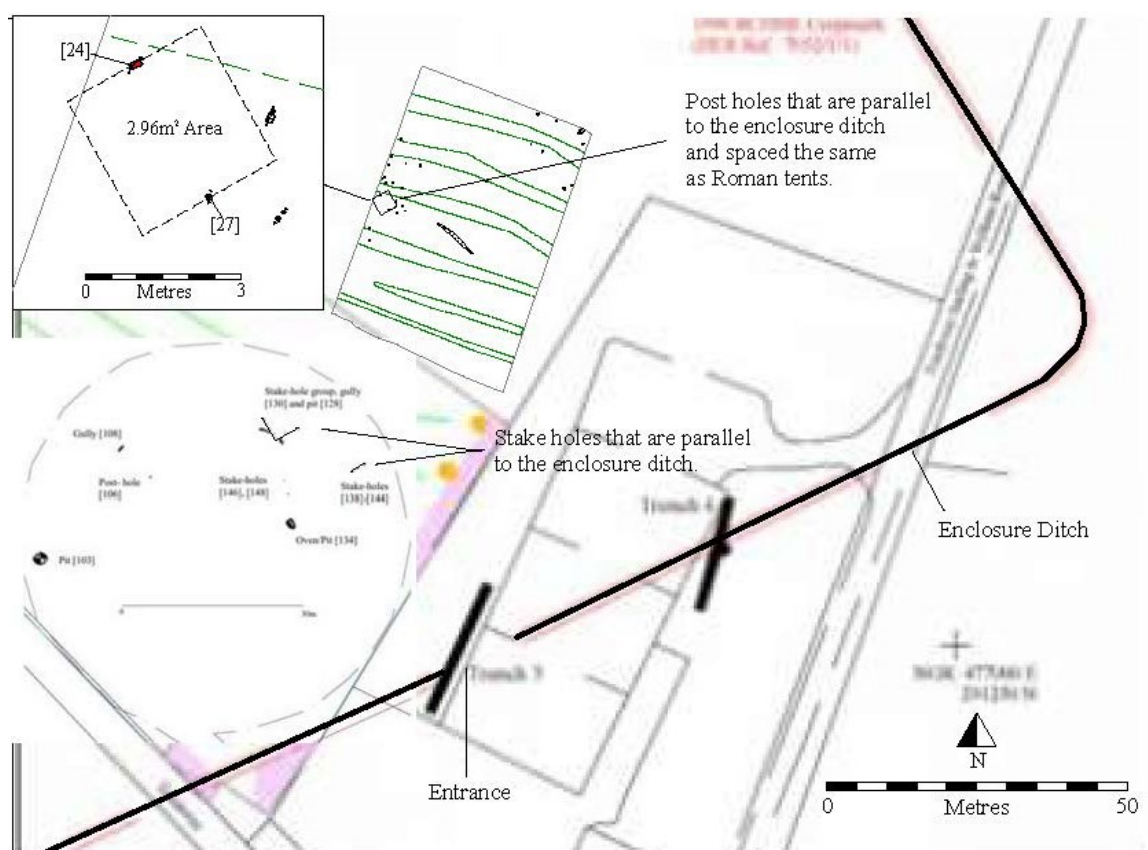 [24]
2.96m² Area
[27]
0 Metres 3
Post holes that are parallel
to the enclosure ditch
and spaced the same
as Roman tents.
Stake-hole group, gully
[130] and pit [128]
Gully [108]
Post- hole
[106]
Stake-holes
[146], [148]
Stake-holes
[138]-[144]
Oven/Pit [134]
Pit [103]
0
Stake holes that are parallel
to the enclosure ditch.
Trench 4
Enclosure Ditch
Trench 3
Entrance
N
0 50
Metres